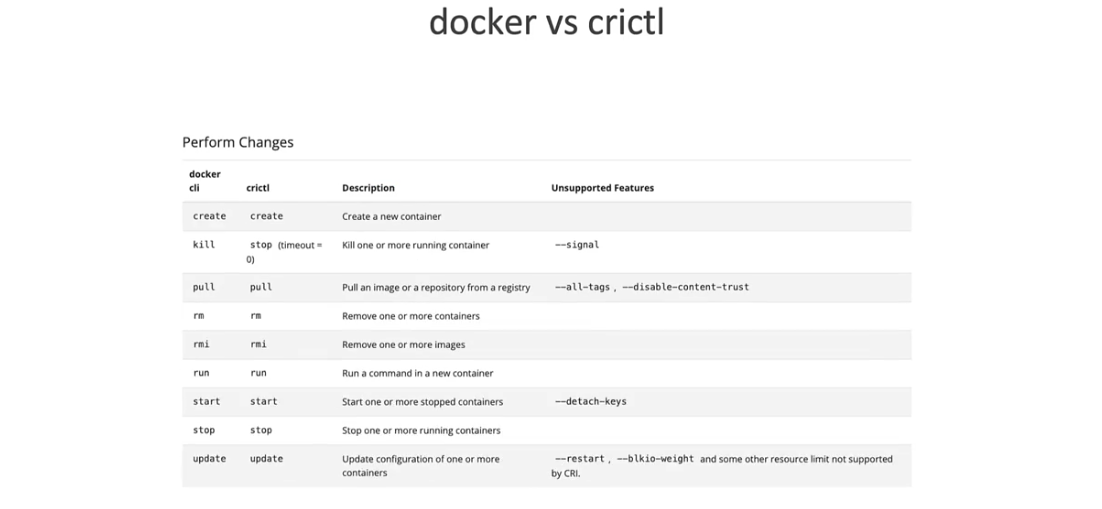 docker vs crictl
Perform Changes
docker
cli crictl Description Unsupported Features
create create Create a new container
kill stop (timeout = Kill one or more running container --signal
0)
pull pull Pull an image or a repository from a registry --all-tags , --disable-content-trust
rm rm Remove one or more containers
rmi rmi Remove one or more images
run run Run a command in a new container
start start Start one or more stopped containers --detach-keys
stop stop Stop one or more running containers
update update Update configuration of one or more --restart , --blkio-weight and some other resource limit not supported
containers by CRI.